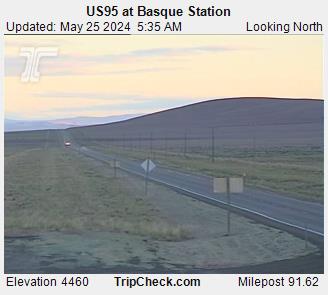 US95 at Basque Station
Updated: May 25 2024 5:35 AM Looking North
Elevation 4460 TripCheck.com Milepost 91.62